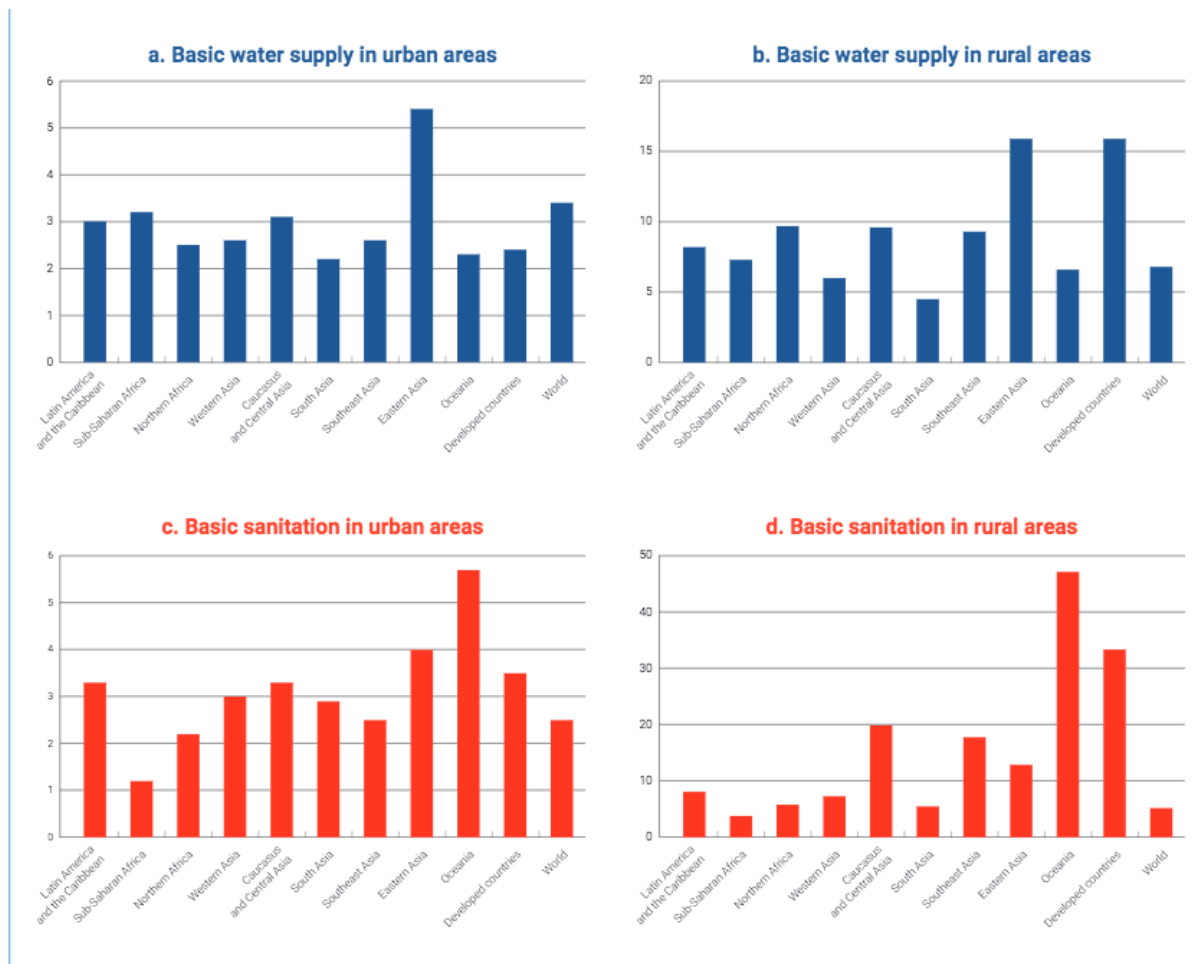 a. Basic water supply in urban areas
6
5
4
3
2
1
0
Latin America
and the Caribbean
Sub-Saharan Africa
Northern Africa
Western Asia
Caucasus
and Central Asia
South Asia
Southeast Asia
Eastern Asia
Oceania
Developed countries
World
b. Basic water supply in rural areas
20
15
10
5
0
Latin America
and the Caribbean
Sub-Saharan Africa
Northern Africa
Western Asia
Caucasus
and Central Asia
South Asia
Southeast Asia
Eastern Asia
Oceania
Developed countries
World
c. Basic sanitation in urban areas
6
5
4
3
2
1
0
Latin America
and the Caribbean
Sub-Saharan Africa
Northern Africa
Western Asia
Caucasus
and Central Asia
South Asia
Southeast Asia
Eastern Asia
Oceania
Developed countries
World
d. Basic sanitation in rural areas
50
40
30
20
10
0
Latin America
and the Caribbean
Sub-Saharan Africa
Northern Africa
Western Asia
Caucasus
and Central Asia
South Asia
Southeast Asia
Eastern Asia
Oceania
Developed countries
World